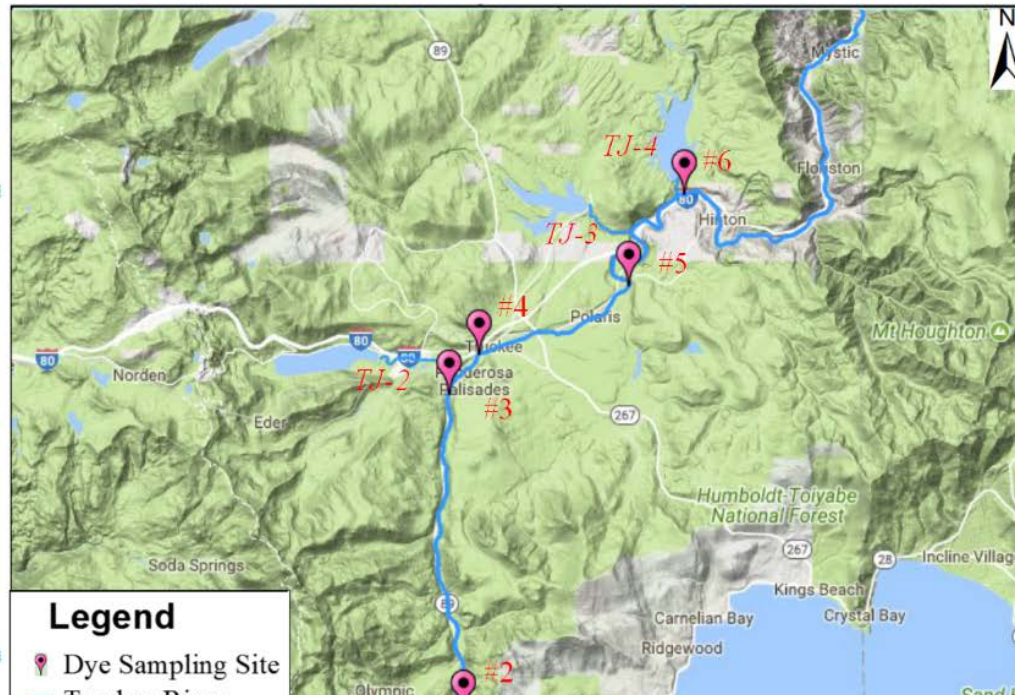 N
89
Mystic
TJ-4
#6
Floriston
80
Hinton
TJ-3
#5
#4
Polaris
Mt Houghton
80
Truckee
80
80
Norden
TJ-2
Ponderosa
Palisades
#3
Eder
267
Humboldt-Toiyabe
National Forest
267
28
Incline Villag
Soda Springs
Kings Beach
Crystal Bay
89
Carnelian Bay
Ridgewood
Legend
Dye Sampling Site
#2
Olympic